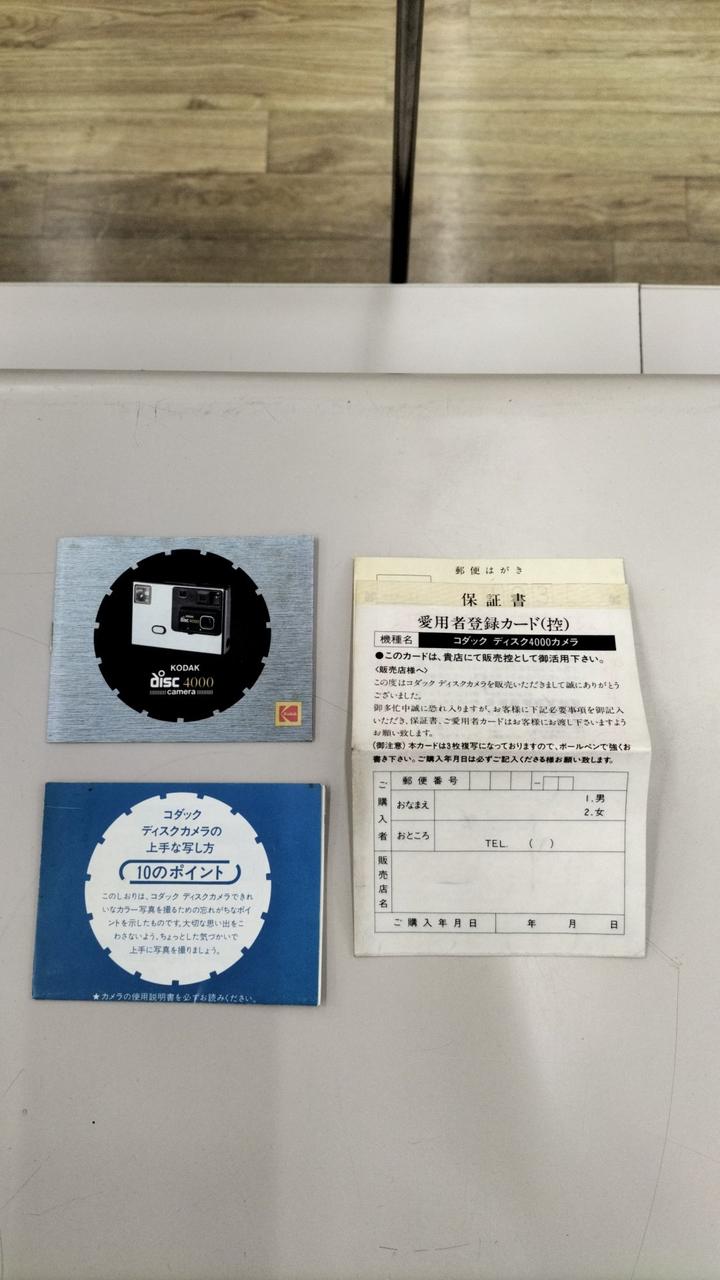 KODAK
disc 4000
camera
Kodak
コダック
ディスクカメラの
上手な写し方
10のポイント
このしおりは、コダック ディスクカメラできれ
いなカラー写真を撮るための忘れがちなポイ
ントを示したものです。大切な思い出をこ
わさないよう、ちょっとした気づかいで
上手に写真を撮りましょう。
★カメラの使用説明書を必ずお読みください。
郵便はがき
保証書
愛用者登録カード(控)
機種名 コダック ディスク4000カメラ
●このカードは、貴店にて販売控として御活用下さい。
〈販売店様へ〉
この度はコダック ディスクカメラを販売いただきまして誠にありがとう
ございました。
御多忙中誠に恐れ入りますが、お客様に下記必要事項を御記入
いただき、保証書、ご愛用者カードはお客様にお渡し下さいますよう
お願い致します。
(御注意) 本カードは3枚複写になっておりますので、ボールペンで強くお
書き下さい。ご購入年月日は必ずご記入くださる様お願い致します。
ご購入者
郵便番号 –
おなまえ 1.男
2.女
おところ
TEL. ( )
販売店名
ご購入年月日 年 月 日